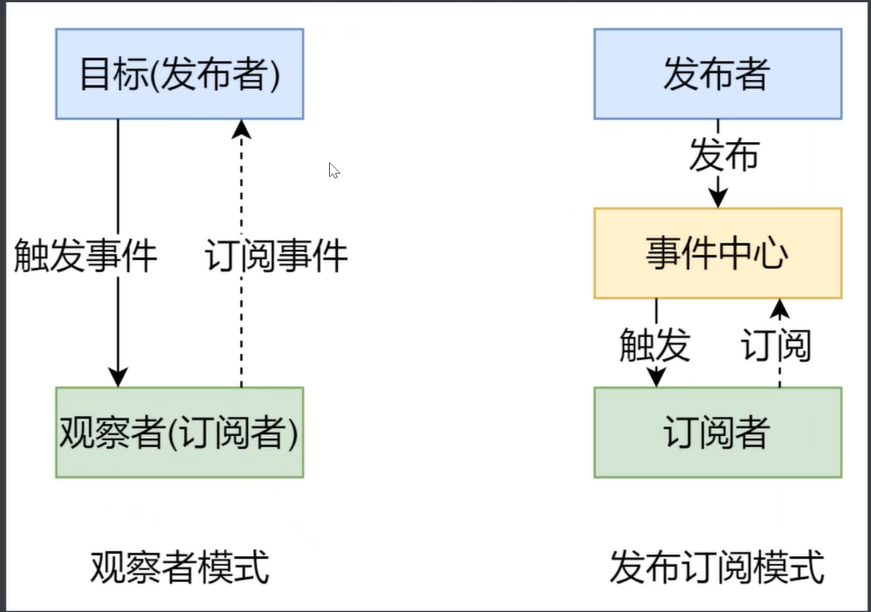 目标(发布者)
触发事件
订阅事件
观察者(订阅者)
观察者模式
发布者
发布
事件中心
触发
订阅
订阅者
发布订阅模式